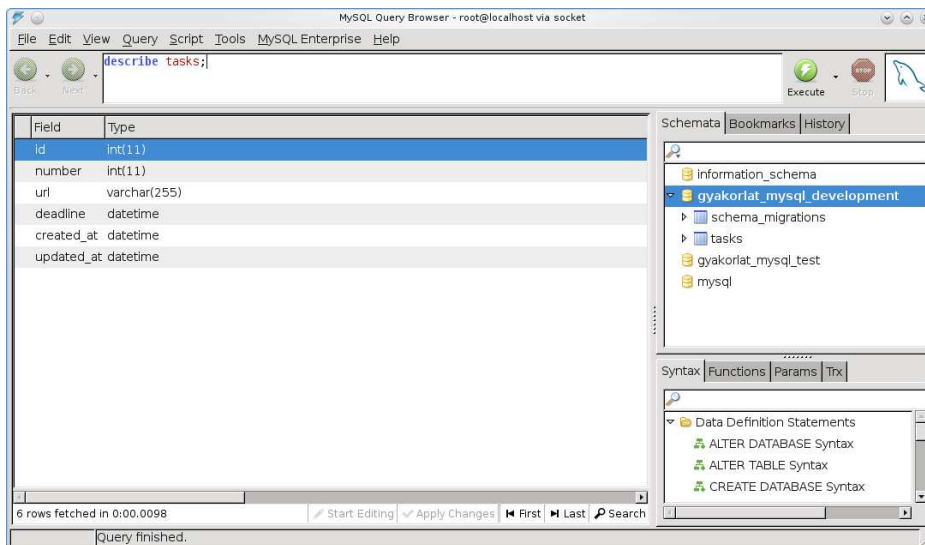 MySQL Query Browser - root@localhost via socket
File Edit View Query Script Tools MySQL Enterprise Help
describe tasks;
Back Next Execute Stop
Field Type
id int(11)
number int(11)
url varchar(255)
deadline datetime
created_at datetime
updated_at datetime
6 rows fetched in 0:00.0098 Start Editing Apply Changes First Last Search
Query finished.
Schemata Bookmarks History
information_schema
gyakorlat_mysql_development
schema_migrations
tasks
gyakorlat_mysql_test
mysql
Syntax Functions Params Trx
Data Definition Statements
ALTER DATABASE Syntax
ALTER TABLE Syntax
CREATE DATABASE Syntax